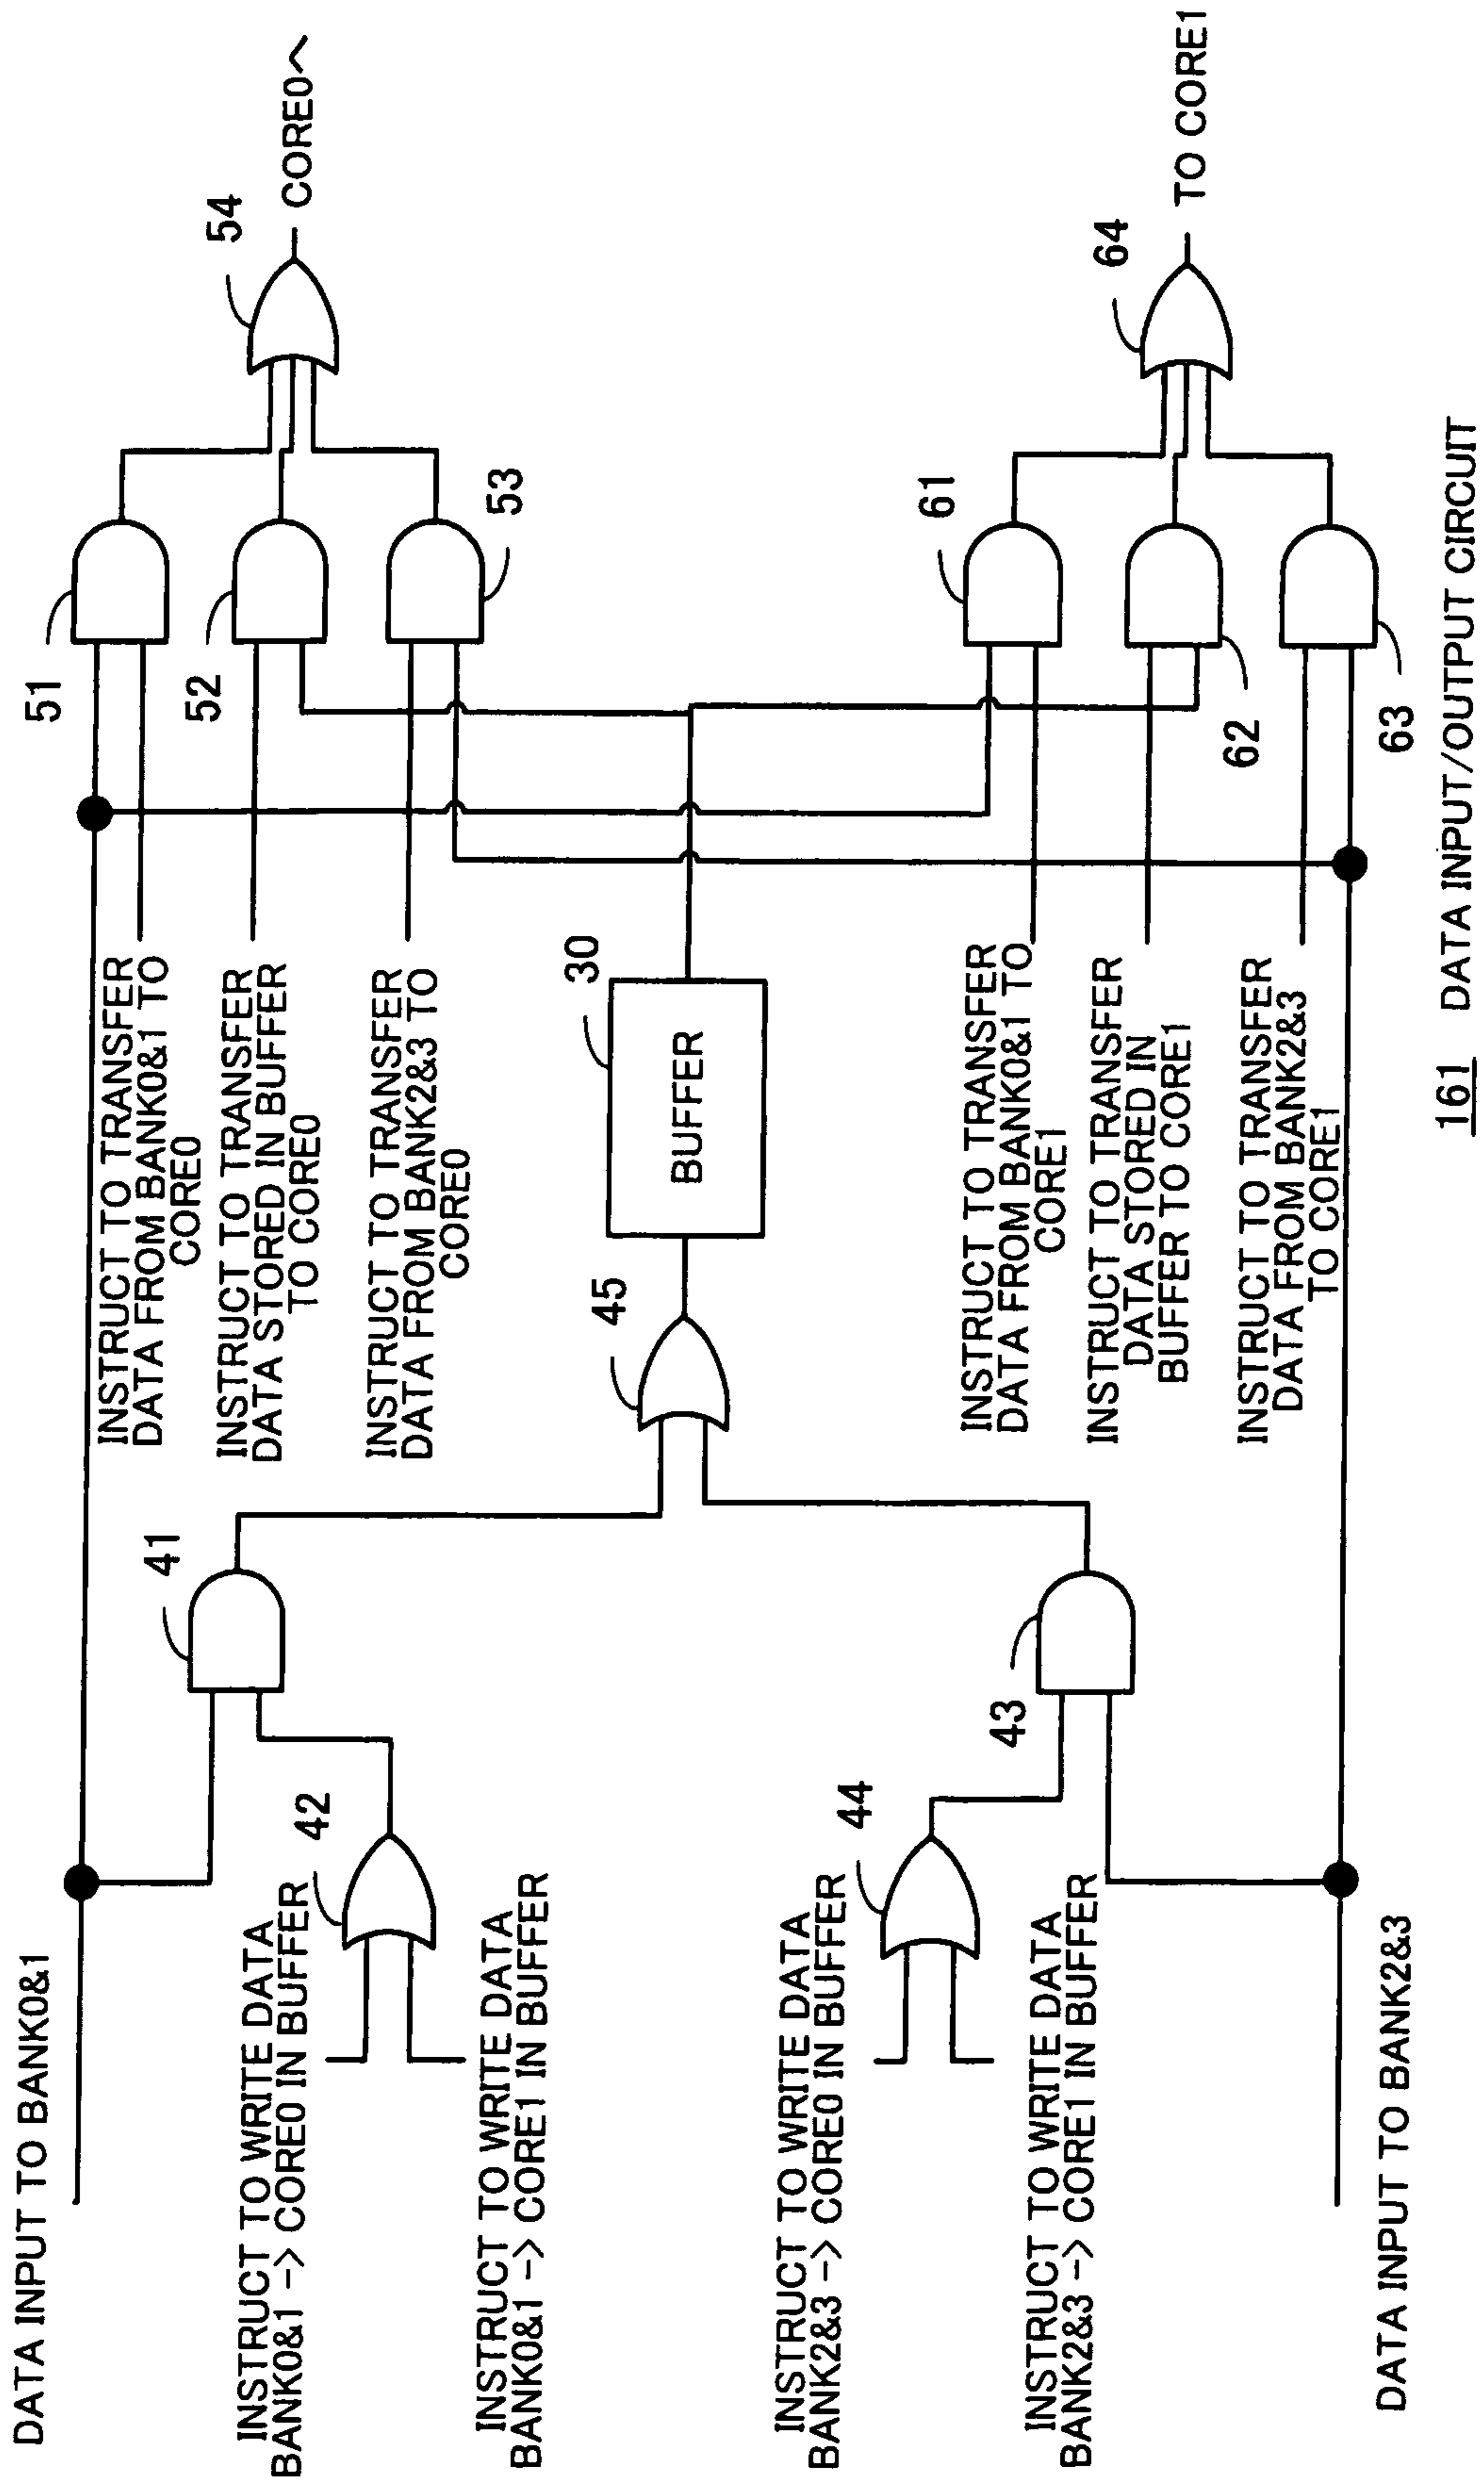 DATA INPUT TO BANK0&1
INSTRUCT TO WRITE DATA
BANK0&1 -> CORE0 IN BUFFER
42
INSTRUCT TO WRITE DATA
BANK0&1 -> CORE1 IN BUFFER
41
INSTRUCT TO WRITE DATA
BANK2&3 -> CORE0 IN BUFFER
44
INSTRUCT TO WRITE DATA
BANK2&3 -> CORE1 IN BUFFER
43
DATA INPUT TO BANK2&3
45
30
BUFFER
INSTRUCT TO TRANSFER
DATA FROM BANK0&1 TO
CORE0
INSTRUCT TO TRANSFER
DATA STORED IN BUFFER
TO CORE0
INSTRUCT TO TRANSFER
DATA FROM BANK2&3 TO
CORE0
INSTRUCT TO TRANSFER
DATA FROM BANK0&1 TO
CORE1
INSTRUCT TO TRANSFER
DATA STORED IN
BUFFER TO CORE1
INSTRUCT TO TRANSFER
DATA FROM BANK2&3
TO CORE1
51
52
53
54
CORE0へ
61
62
63
64
TO CORE1
161 DATA INPUT/OUTPUT CIRCUIT